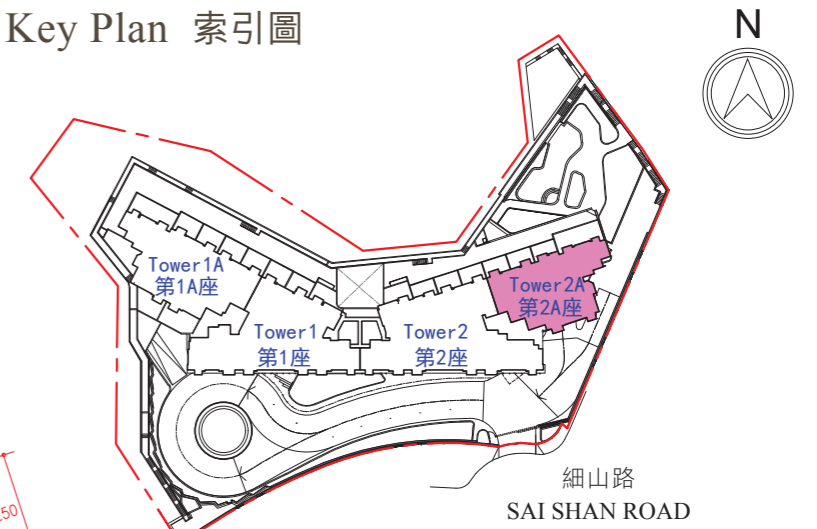 Key Plan 索引圖
N
Tower1A
第1A座
Tower2A
第2A座
Tower1
第1座
Tower2
第2座
細山路
SAI SHAN ROAD